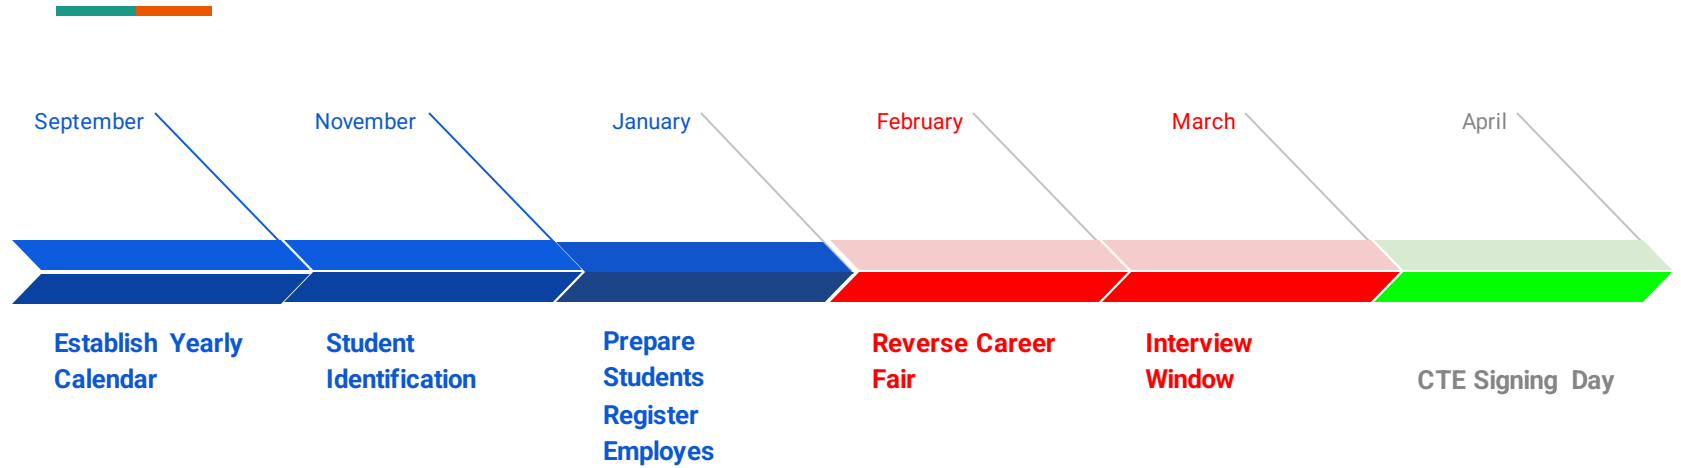 September
November
January
February
March
April
Establish Yearly
Calendar
Student
Identification
Prepare
Students
Register
Employes
Reverse Career
Fair
Interview
Window
CTE Signing Day